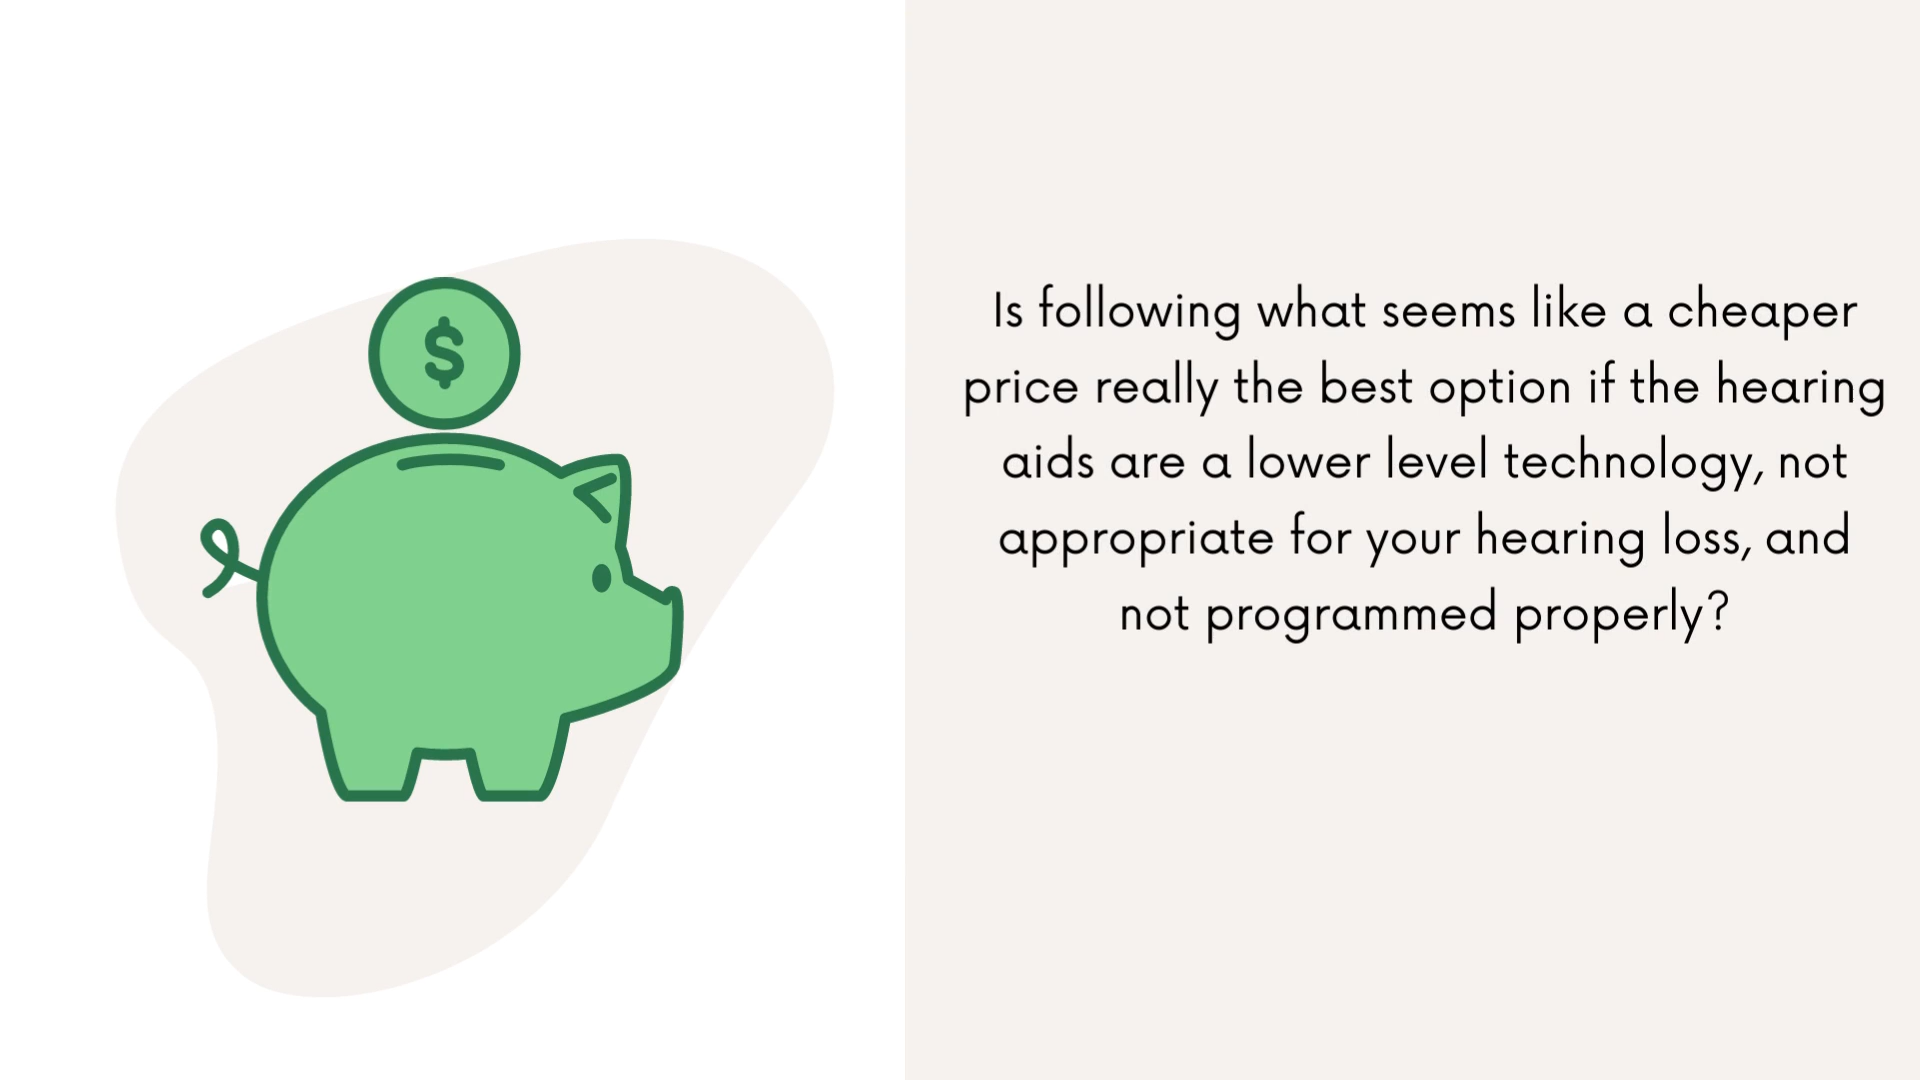 $
Is following what seems like a cheaper
price really the best option if the hearing
aids are a lower level technology, not
appropriate for your hearing loss, and
not programmed properly?